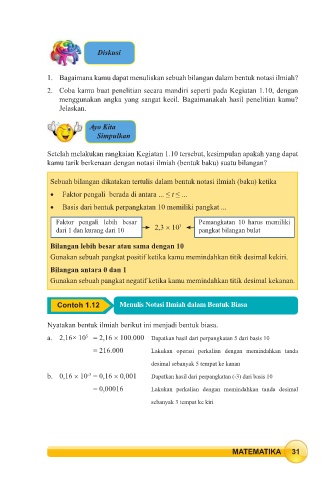 Diskusi
1. Bagaimana kamu dapat menuliskan sebuah bilangan dalam bentuk notasi ilmiah?
2. Coba kamu buat penelitian secara mandiri seperti pada Kegiatan 1.10, dengan
menggunakan angka yang sangat kecil. Bagaimanakah hasil penelitian kamu?
Jelaskan.
Ayo Kita
Simpulkan
Setelah melakukan rangkaian Kegiatan 1.10 tersebut, kesimpulan apakah yang dapat
kamu tarik berkenaan dengan notasi ilmiah (bentuk baku) suatu bilangan?
Sebuah bilangan dikatakan tertulis dalam bentuk notasi ilmiah (baku) ketika
• Faktor pengali berada di antara ... ≤ t ≤ ...
• Basis dari bentuk perpangkatan 10 memiliki pangkat ...
Faktor pengali lebih besar
dari 1 dan kurang dari 10
2,3 × 10⁵
Pemangkatan 10 harus memiliki
pangkat bilangan bulat
Bilangan lebih besar atau sama dengan 10
Gunakan sebuah pangkat positif ketika kamu memindahkan titik desimal kekiri.
Bilangan antara 0 dan 1
Gunakan sebuah pangkat negatif ketika kamu memindahkan titik desimal kekanan.
Contoh 1.12 Menulis Notasi Ilmiah dalam Bentuk Biasa
Nyatakan bentuk ilmiah berikut ini menjadi bentuk biasa.
a. 2,16× 10⁵ = 2,16 × 100.000 Dapatkan hasil dari perpangkatan 5 dari basis 10
= 216.000 Lakukan operasi perkalian dengan memindahkan tanda
desimal sebanyak 5 tempat ke kanan
b. 0,16 × 10⁻³ = 0,16 × 0,001 Dapatkan hasil dari perpangkatan (-3) dari basis 10
= 0,00016 Lakukan perkalian dengan memindahkan tanda desimal
sebanyak 3 tempat ke kiri
MATEMATIKA 31